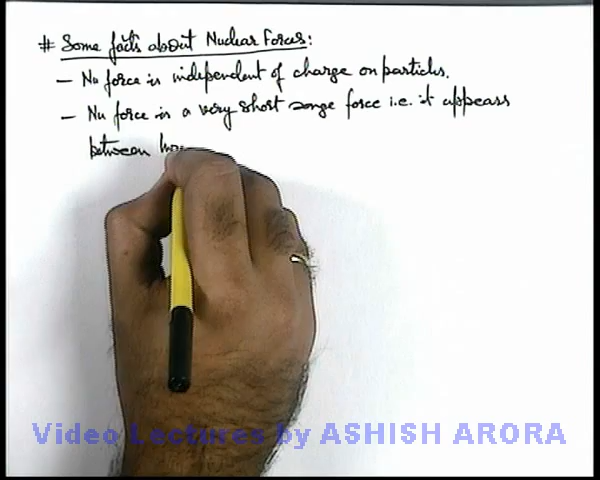 # Some facts about Nuclear Forces:
– Nu force is independent of charge on particles.
– Nu force is a very short range force i.e. it appears
between
Video Lectures by ASHISH ARORA